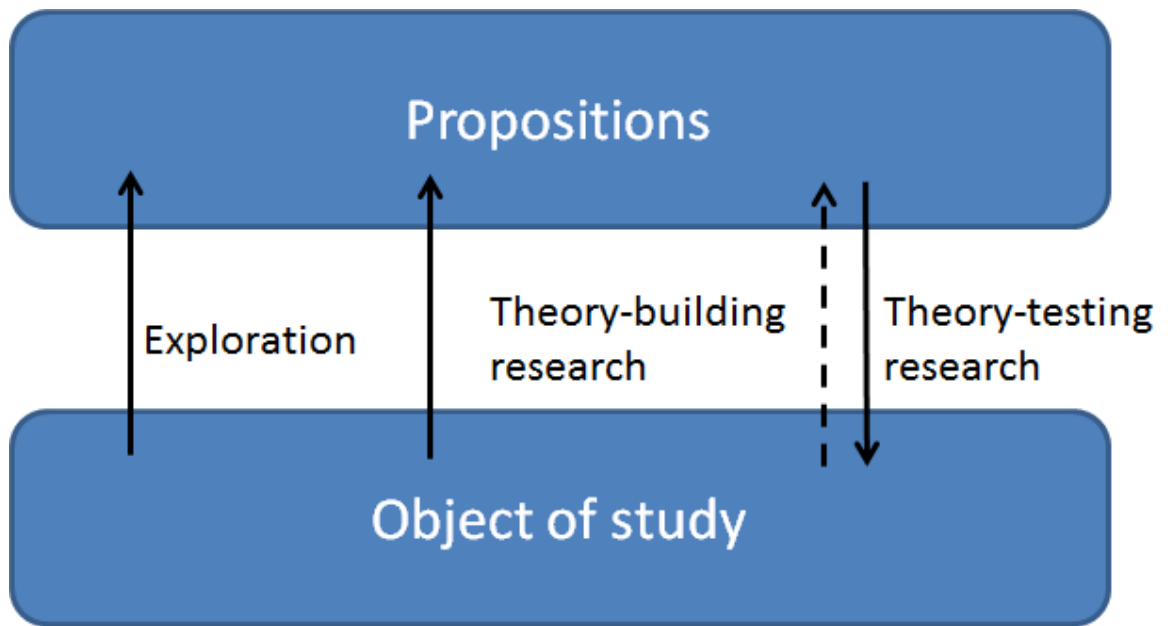 Propositions
Exploration
Theory-building
research
Theory-testing
research
Object of study